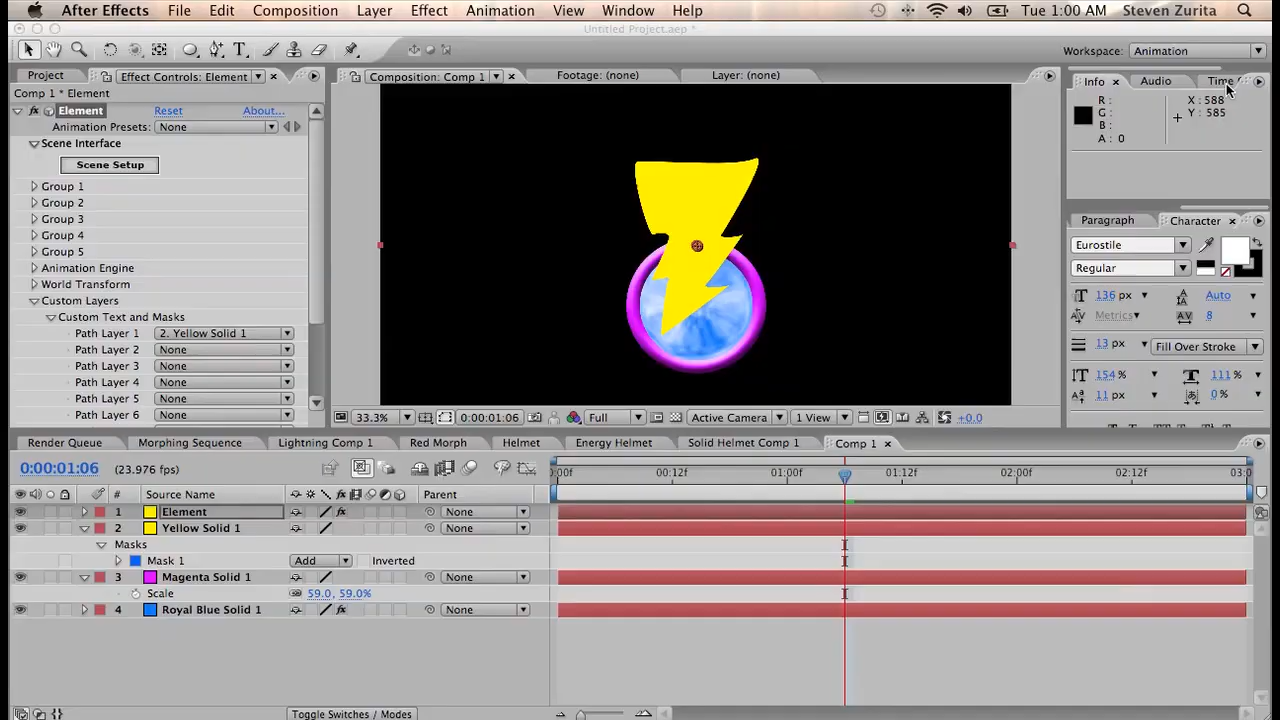 After Effects File Edit Composition Layer Effect Animation View Window Help Tue 1:00 AM Steven Zurita
Untitled Project.aep *
Workspace: Animation
Project Effect Controls: Element Composition: Comp 1 Footage: (none) Layer: (none) Info Audio Time
Comp 1 * Element
Element Reset About...
Animation Presets: None
Scene Interface
Scene Setup
Group 1
Group 2
Group 3
Group 4
Group 5
Animation Engine
World Transform
Custom Layers
Custom Text and Masks
Path Layer 1 2. Yellow Solid 1
Path Layer 2 None
Path Layer 3 None
Path Layer 4 None
Path Layer 5 None
Path Layer 6 None
33.3% 0:00:01:06 Full Active Camera 1 View +0.0
R :
G :
B :
A : 0
X : 588
Y : 585
Paragraph Character
Eurostile
Regular
136 px Auto
Metrics 8
13 px Fill Over Stroke
154 % 111 %
11 px 0 %
Render Queue Morphing Sequence Lightning Comp 1 Red Morph Helmet Energy Helmet Solid Helmet Comp 1 Comp 1
0:00:01:06 (23.976 fps) :00f 00:12f 01:00f 01:12f 02:00f 02:12f 03:0
# Source Name Parent
1 Element None
2 Yellow Solid 1 None
Masks
Mask 1 Add Inverted
3 Magenta Solid 1 None
Scale 59.0, 59.0%
4 Royal Blue Solid 1 None
Toggle Switches / Modes